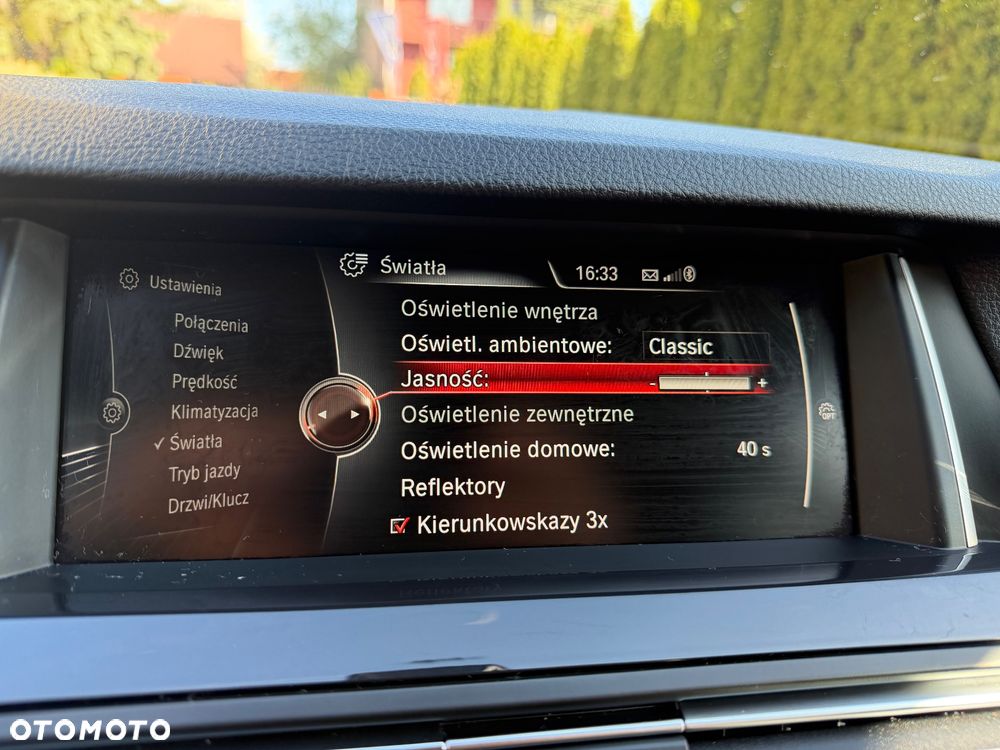 Ustawienia
Połączenia
Dźwięk
Prędkość
Klimatyzacja
✓ Światła
Tryb jazdy
Drzwi/Klucz
Światła
16:33
Oświetlenie wnętrza
Oświetl. ambientowe: Classic
Jasność: - +
Oświetlenie zewnętrzne
Oświetlenie domowe: 40 s
Reflektory
Kierunkowskazy 3x
OPT
OTOMOTO